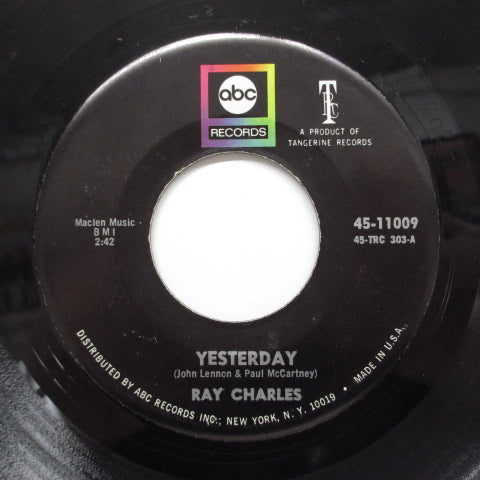 abc
RECORDS
TRC
A PRODUCT OF
TANGERINE RECORDS
Maclen Music
B M I
2:42
45-11009
45-TRC 303-A
YESTERDAY
(John Lennon & Paul McCartney)
RAY CHARLES
DISTRIBUTED BY ABC RECORDS INC., NEW YORK, N. Y. 10019 • MADE IN U.S.A.